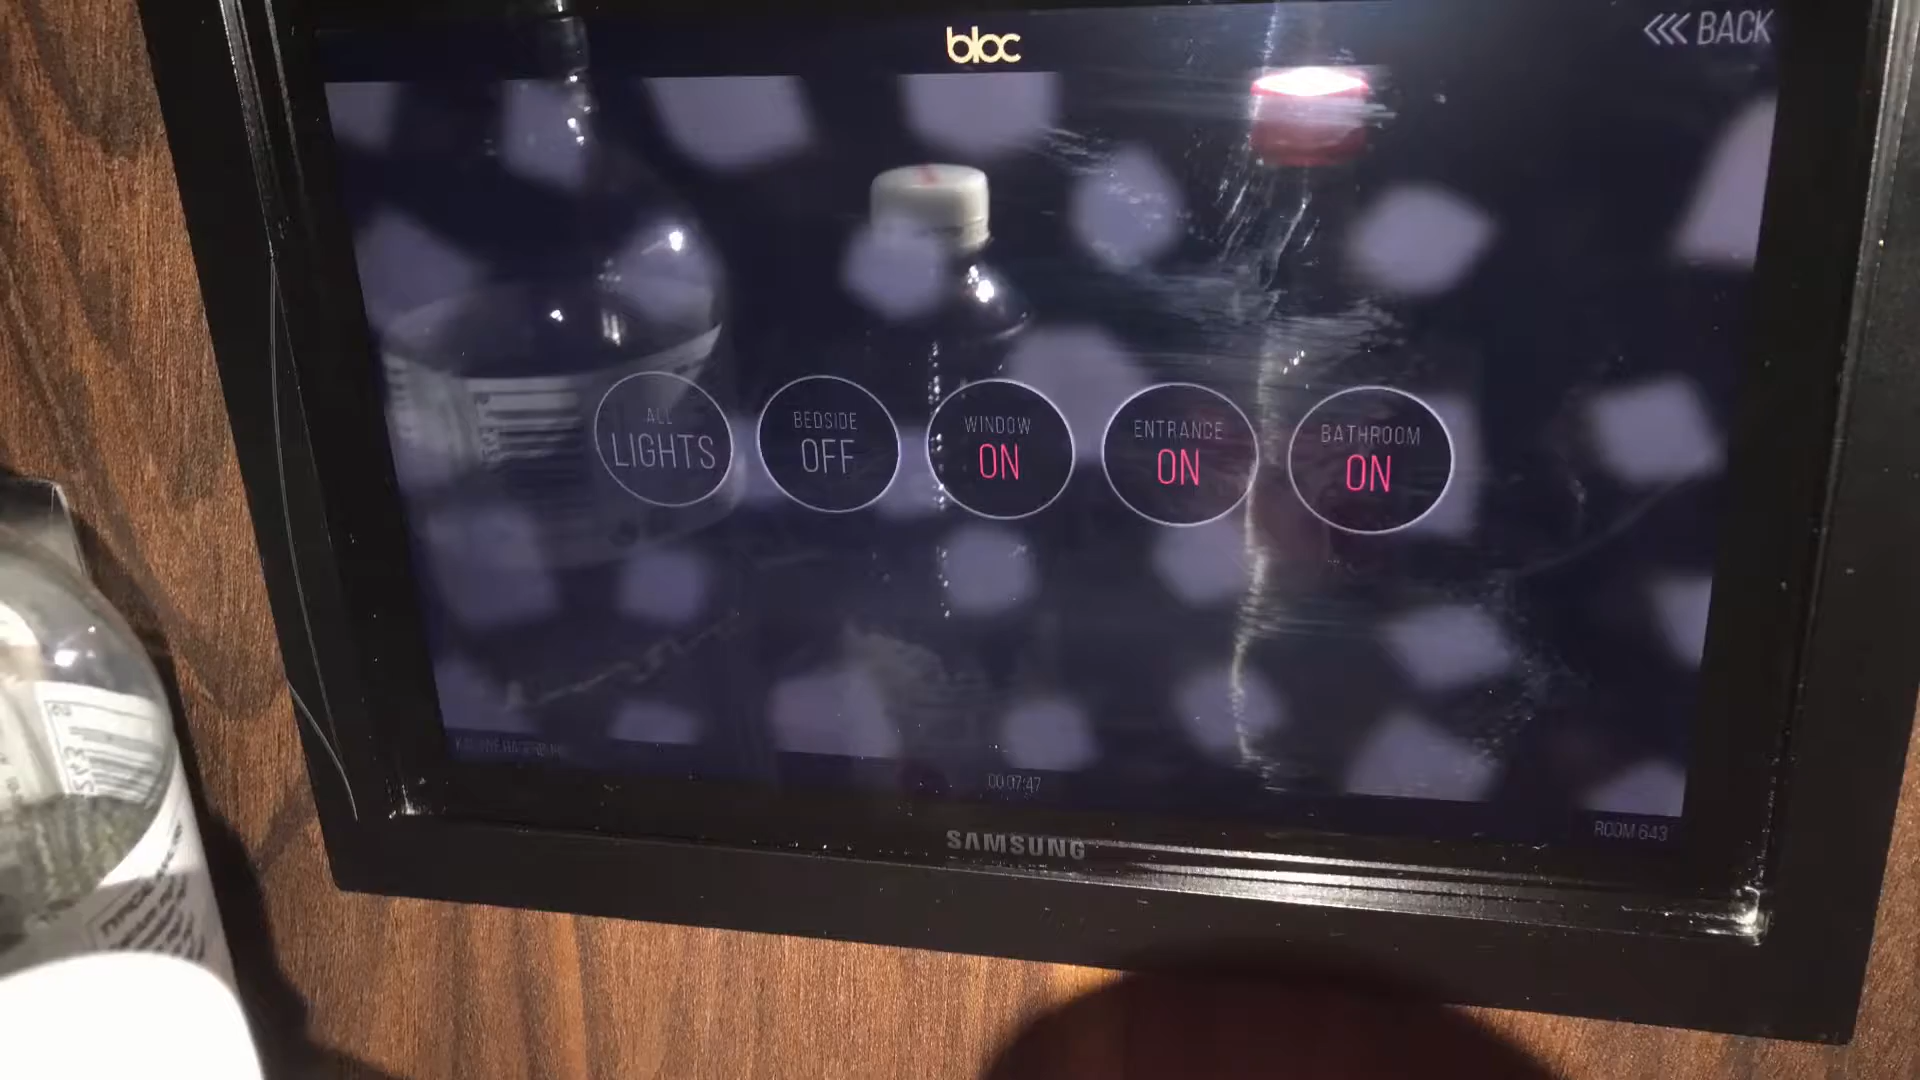 bloc
<<< BACK
ALL
LIGHTS
BEDSIDE
OFF
WINDOW
ON
ENTRANCE
ON
BATHROOM
ON
00:07:47
ROOM 643
SAMSUNG